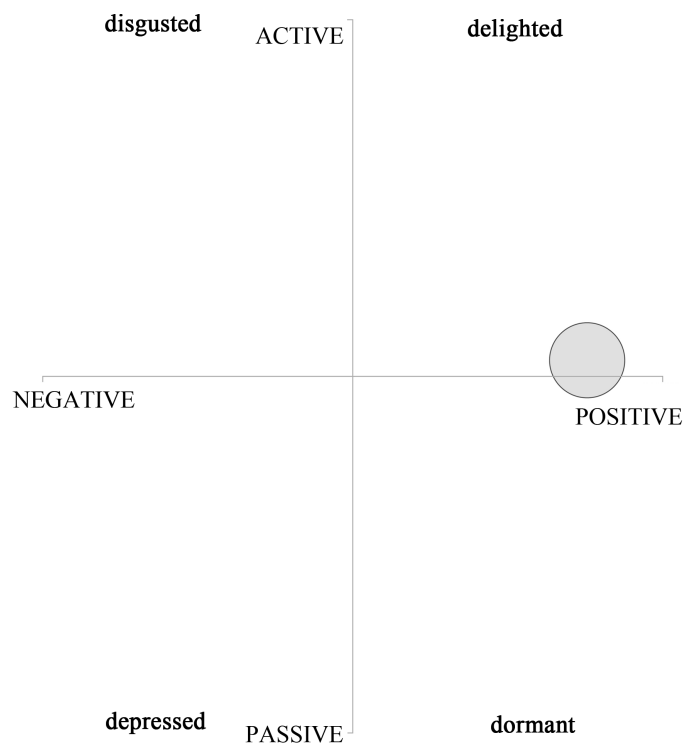 disgusted
delighted
ACTIVE
NEGATIVE
POSITIVE
depressed
dormant
PASSIVE